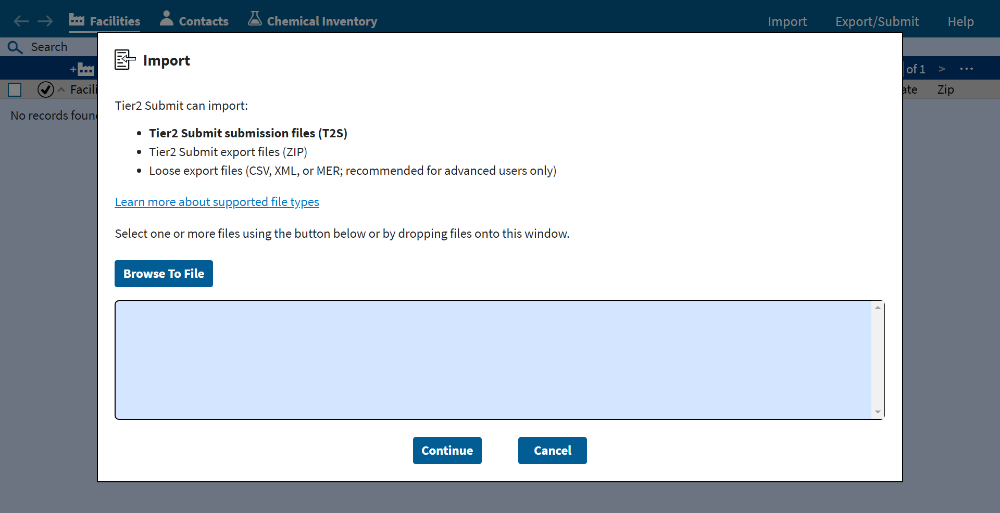 Facilities Contacts Chemical Inventory Import Export/Submit Help
Search
+ of 1 > ...
Facili ate Zip
No records foun
Import
Tier2 Submit can import:
• Tier2 Submit submission files (T2S)
• Tier2 Submit export files (ZIP)
• Loose export files (CSV, XML, or MER; recommended for advanced users only)
Learn more about supported file types
Select one or more files using the button below or by dropping files onto this window.
Browse To File
Continue Cancel